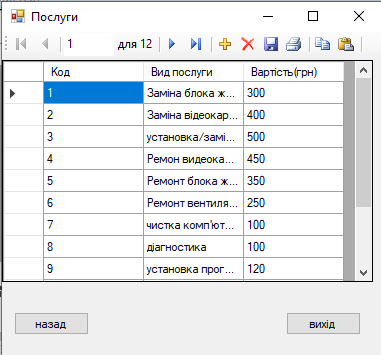 Послуги
1 для 12
Код Вид послуги Вартість(грн)
1 Заміна блока ж... 300
2 Заміна відеокар... 400
3 установка/замі... 500
4 Ремон видеока... 450
5 Ремонт блока ж... 350
6 Ремонт вентиля... 250
7 чистка комп'ют... 100
8 діагностика 100
9 установка прог... 120
назад вихід